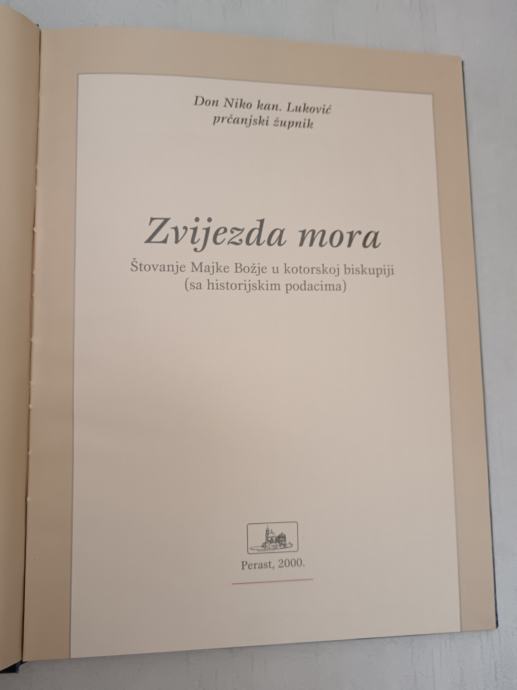 Don Niko kan. Luković
prčanjski župnik
Zvijezda mora
Štovanje Majke Božje u kotorskoj biskupiji
(sa historijskim podacima)
Perast, 2000.